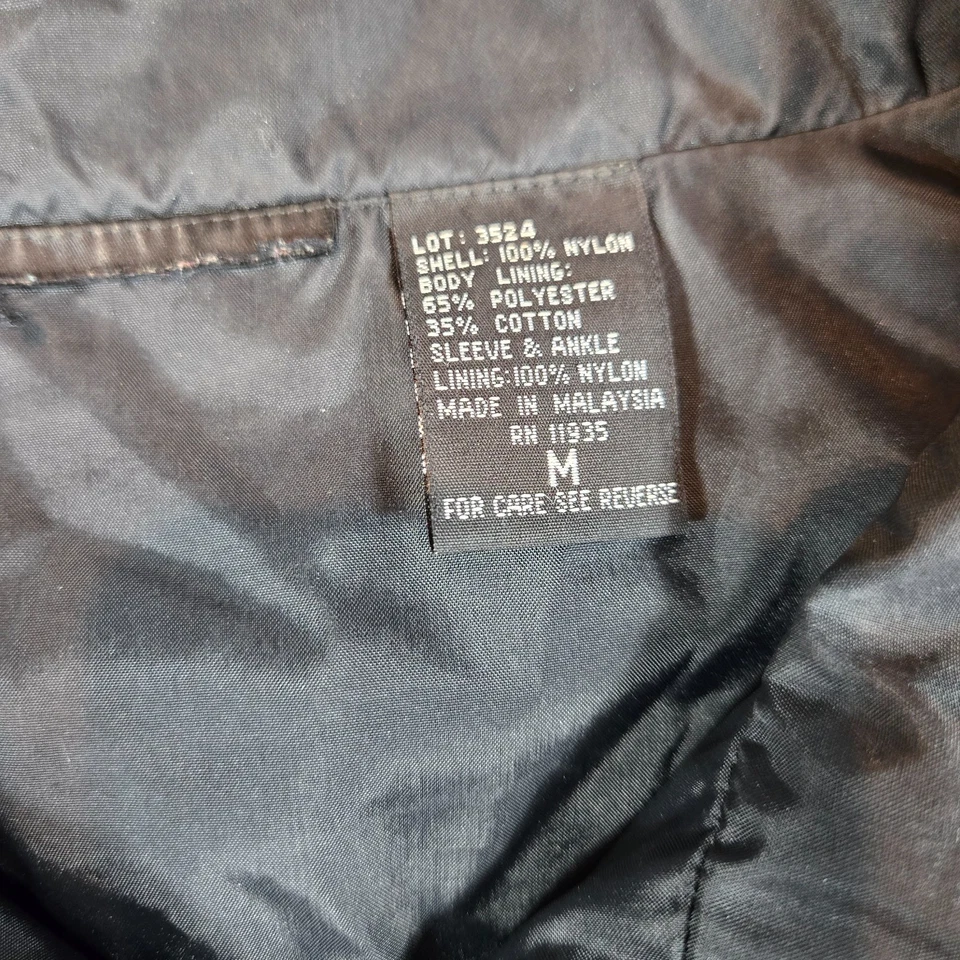 LOT: 3524
SHELL: 100% NYLON
BODY LINING:
65% POLYESTER
35% COTTON
SLEEVE & ANKLE
LINING:100% NYLON
MADE IN MALAYSIA
RN 11935
M
FOR CARE SEE REVERSE